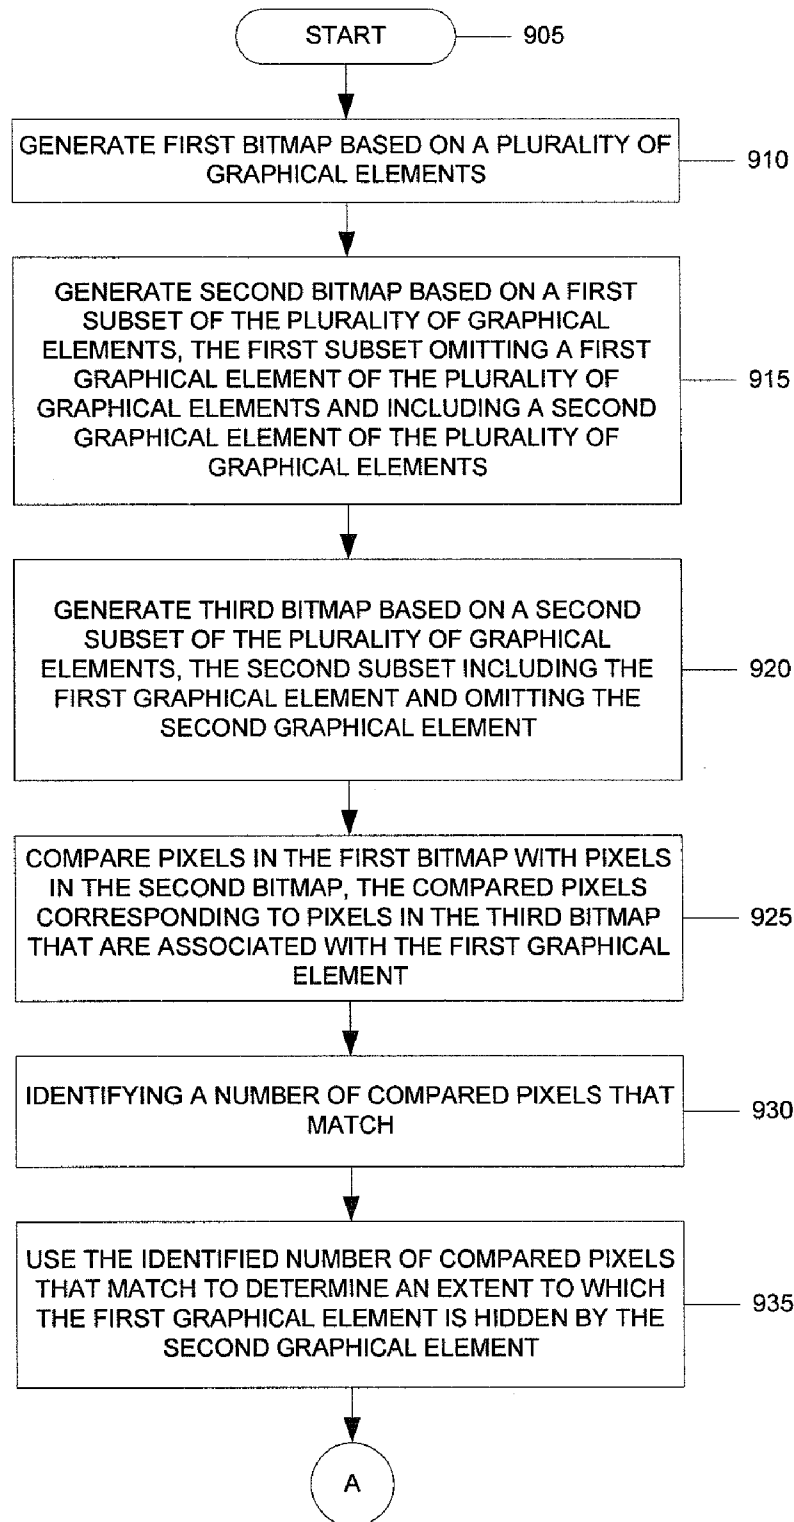 START
905
GENERATE FIRST BITMAP BASED ON A PLURALITY OF
GRAPHICAL ELEMENTS
910
GENERATE SECOND BITMAP BASED ON A FIRST
SUBSET OF THE PLURALITY OF GRAPHICAL
ELEMENTS, THE FIRST SUBSET OMITTING A FIRST
GRAPHICAL ELEMENT OF THE PLURALITY OF
GRAPHICAL ELEMENTS AND INCLUDING A SECOND
GRAPHICAL ELEMENT OF THE PLURALITY OF
GRAPHICAL ELEMENTS
915
GENERATE THIRD BITMAP BASED ON A SECOND
SUBSET OF THE PLURALITY OF GRAPHICAL
ELEMENTS, THE SECOND SUBSET INCLUDING THE
FIRST GRAPHICAL ELEMENT AND OMITTING THE
SECOND GRAPHICAL ELEMENT
920
COMPARE PIXELS IN THE FIRST BITMAP WITH PIXELS
IN THE SECOND BITMAP, THE COMPARED PIXELS
CORRESPONDING TO PIXELS IN THE THIRD BITMAP
THAT ARE ASSOCIATED WITH THE FIRST GRAPHICAL
ELEMENT
925
IDENTIFYING A NUMBER OF COMPARED PIXELS THAT
MATCH
930
USE THE IDENTIFIED NUMBER OF COMPARED PIXELS
THAT MATCH TO DETERMINE AN EXTENT TO WHICH
THE FIRST GRAPHICAL ELEMENT IS HIDDEN BY THE
SECOND GRAPHICAL ELEMENT
935
A